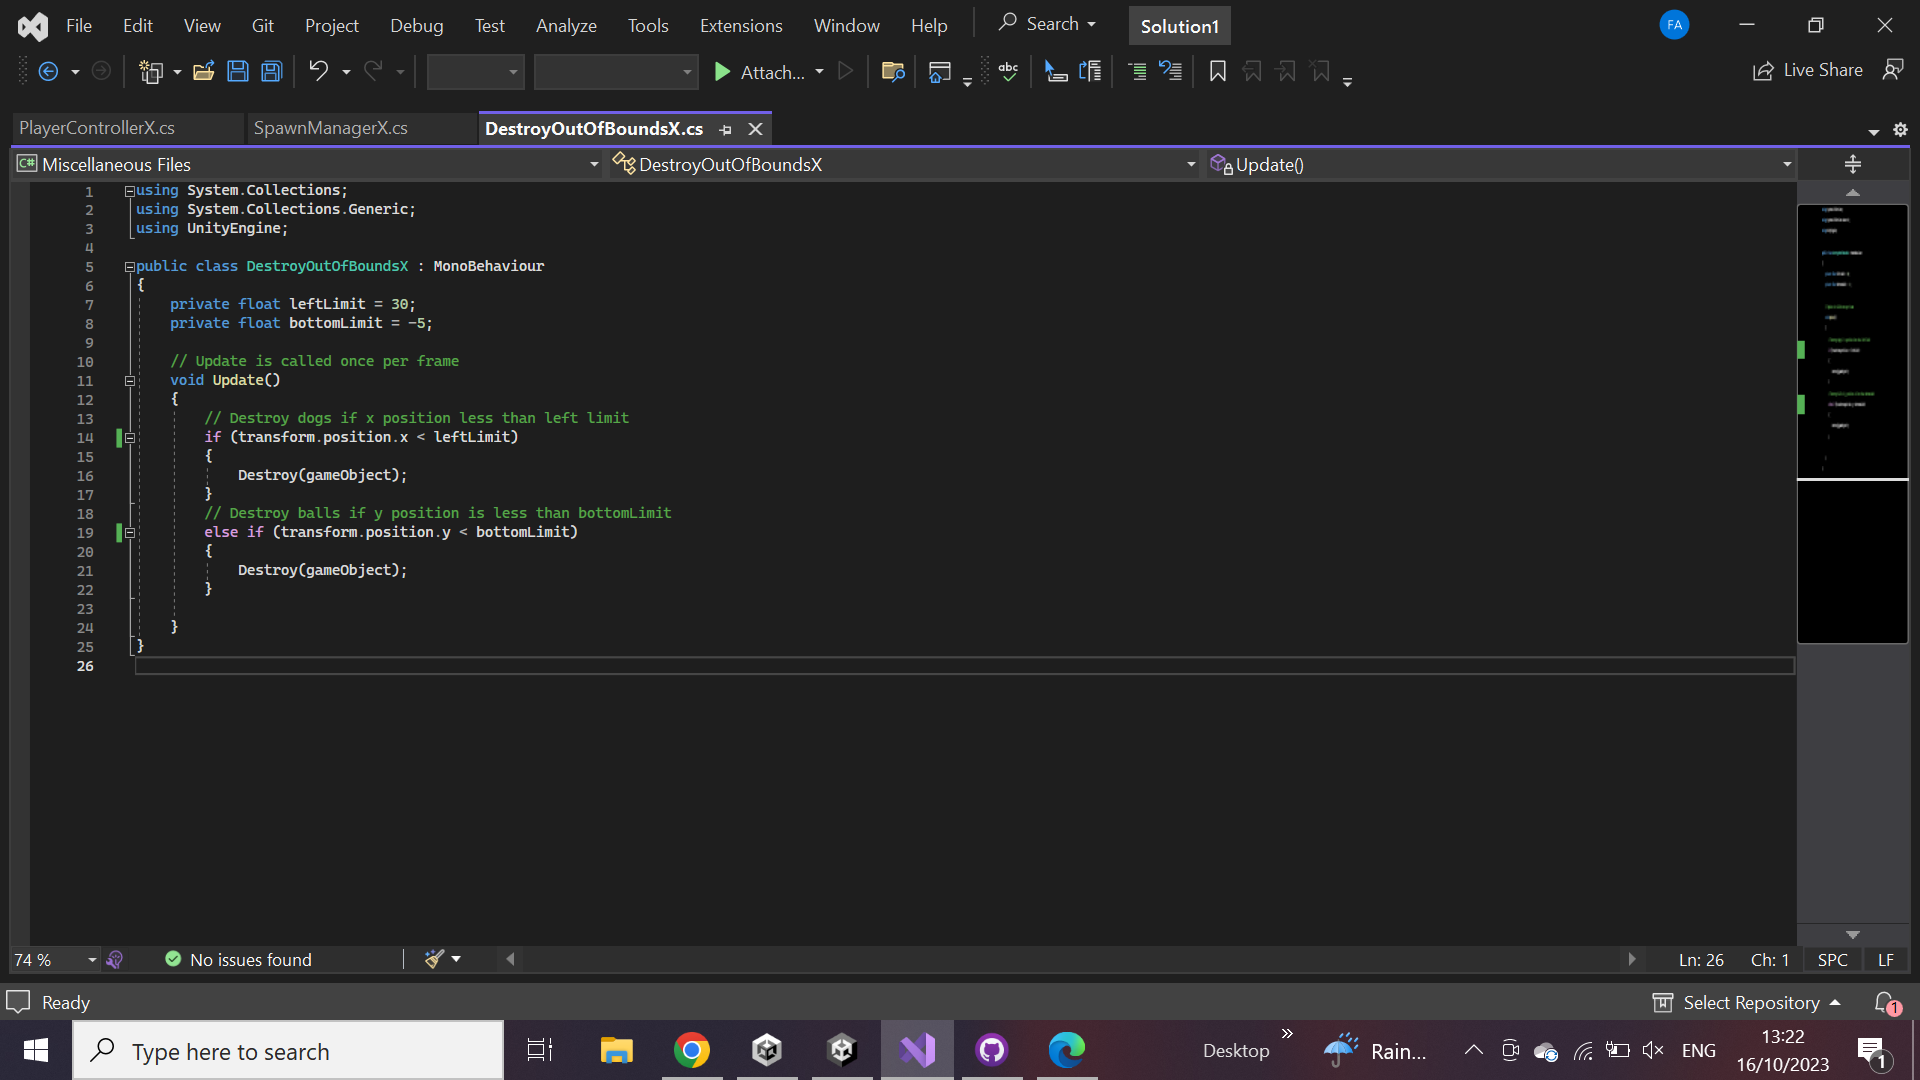 File Edit View Git Project Debug Test Analyze Tools Extensions Window Help Search Solution1 FA
Attach... abc Live Share
PlayerControllerX.cs SpawnManagerX.cs DestroyOutOfBoundsX.cs
C# Miscellaneous Files DestroyOutOfBoundsX Update()
1 using System.Collections;
2 using System.Collections.Generic;
3 using UnityEngine;
4
5 public class DestroyOutOfBoundsX : MonoBehaviour
6 {
7 private float leftLimit = 30;
8 private float bottomLimit = -5;
9
10 // Update is called once per frame
11 void Update()
12 {
13 // Destroy dogs if x position less than left limit
14 if (transform.position.x < leftLimit)
15 {
16 Destroy(gameObject);
17 }
18 // Destroy balls if y position is less than bottomLimit
19 else if (transform.position.y < bottomLimit)
20 {
21 Destroy(gameObject);
22 }
23
24 }
25 }
26
74 % No issues found Ln: 26 Ch: 1 SPC LF
Ready Select Repository 1
Type here to search Desktop Rain... ENG 13:22 1
16/10/2023